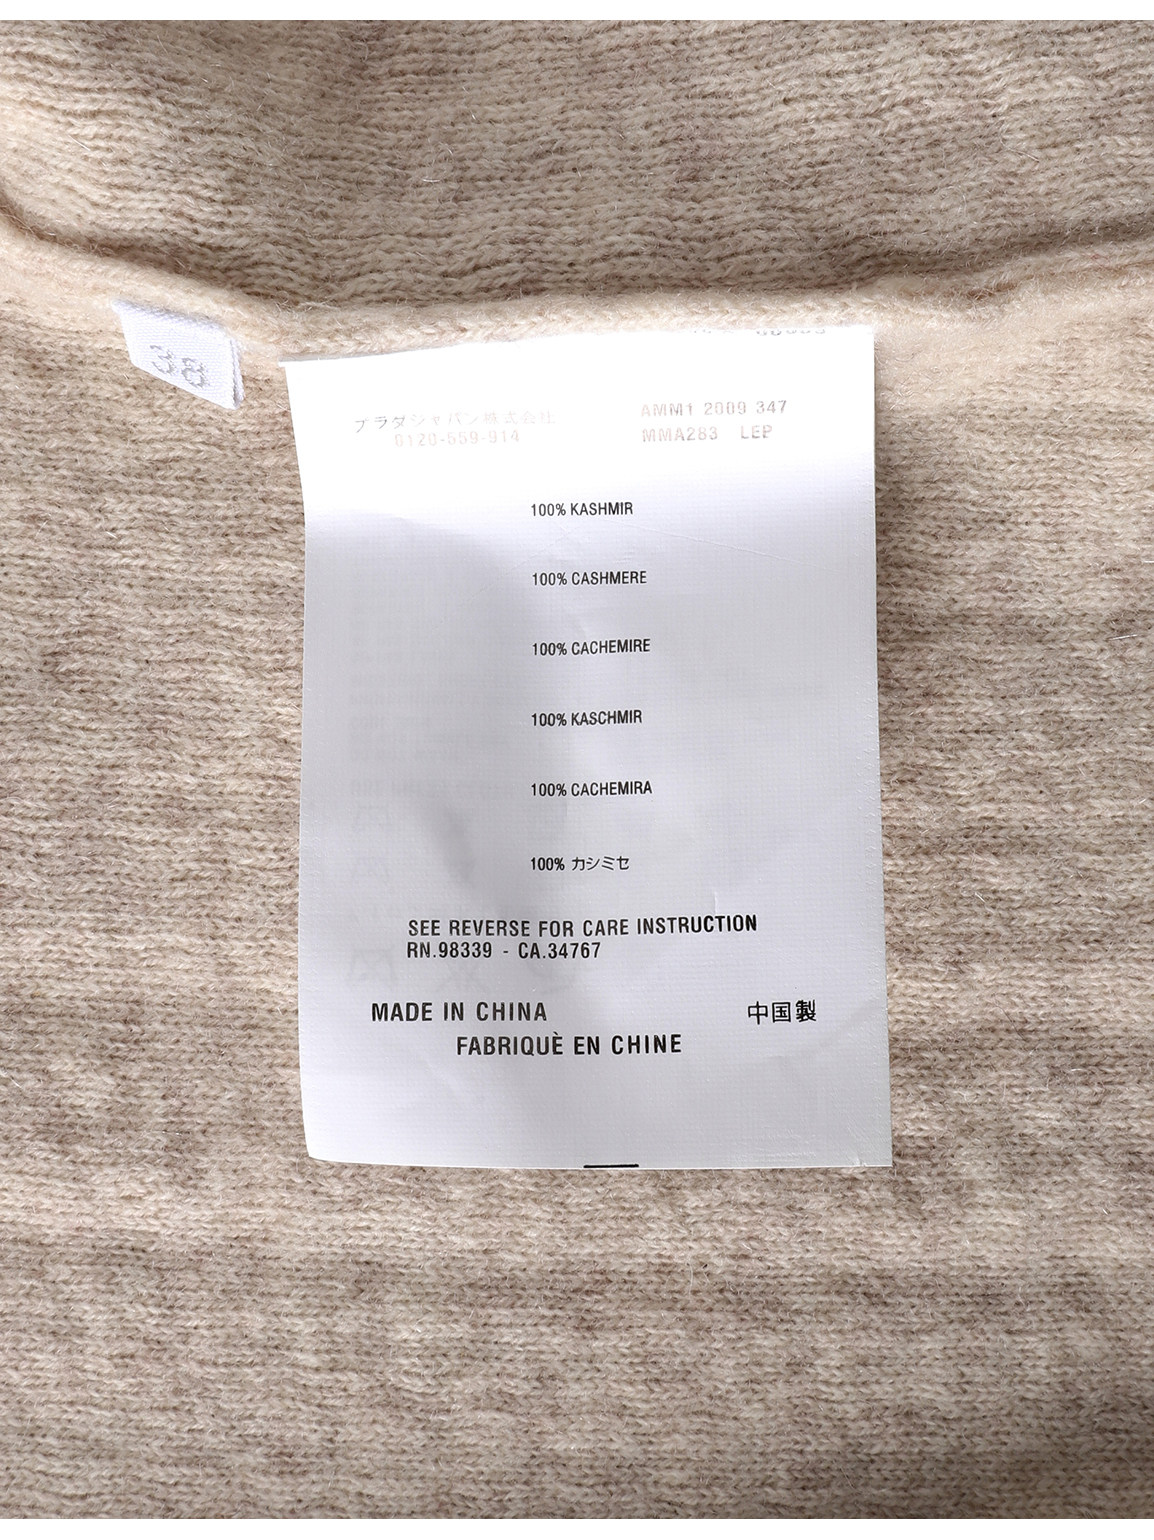 38
プラダジャパン株式会社
0120-559-914
AMM1 2009 347
MMA283 LEP
100% KASHMIR
100% CASHMERE
100% CACHEMIRE
100% KASCHMIR
100% CACHEMIRA
100% カシミセ
SEE REVERSE FOR CARE INSTRUCTION
RN.98339 - CA.34767
MADE IN CHINA
中国製
FABRIQUÈ EN CHINE